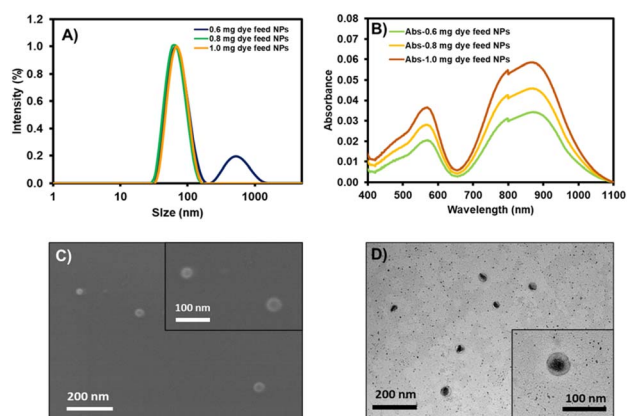 A)
0.6 mg dye feed NPs
0.8 mg dye feed NPs
1.0 mg dye feed NPs
Intensity (%)
1.2
1.0
0.8
0.6
0.4
0.2
0.0
1
10
100
1000
Size (nm)
B)
Abs-0.6 mg dye feed NPs
Abs-0.8 mg dye feed NPs
Abs-1.0 mg dye feed NPs
Absorbance
0.08
0.07
0.06
0.05
0.04
0.03
0.02
0.01
0.00
400
500
600
700
800
900
1000
1100
Wavelength (nm)
C)
100 nm
200 nm
D)
200 nm
100 nm